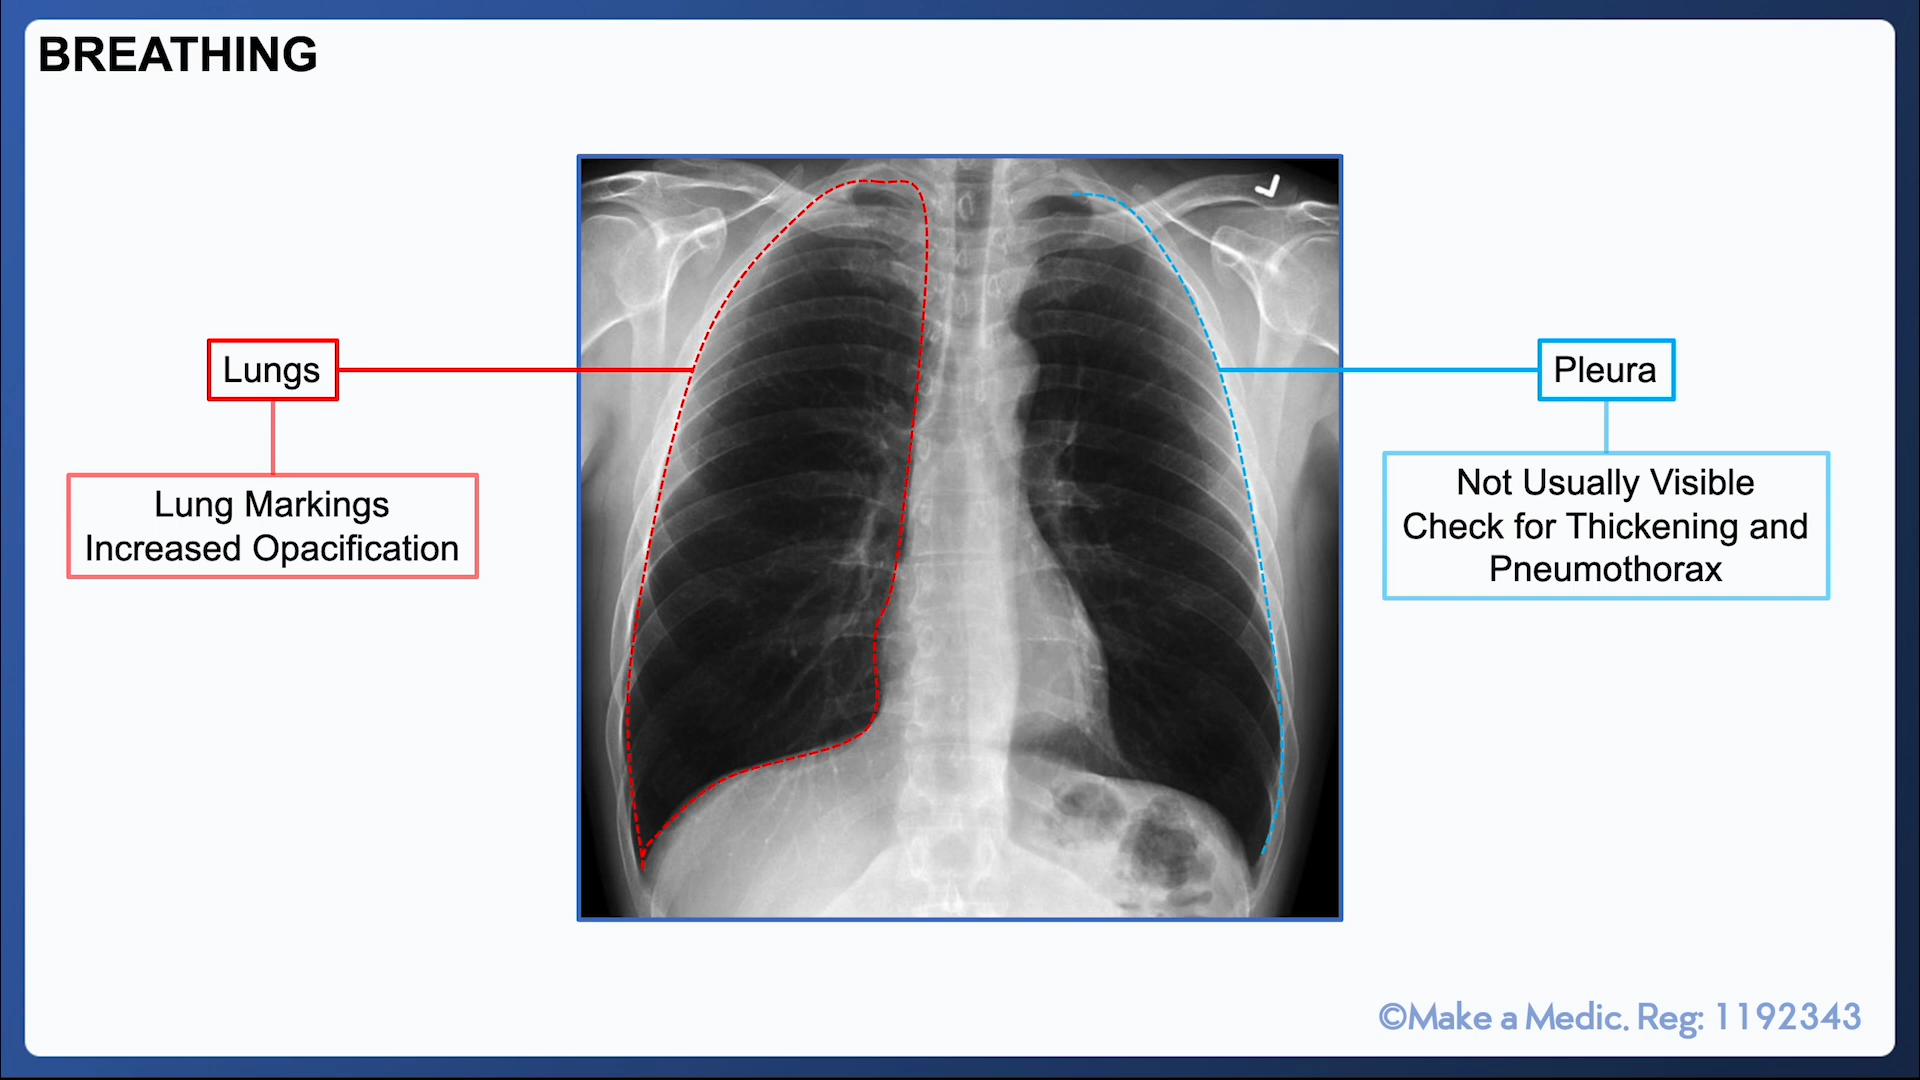 BREATHING
Lungs
Lung Markings
Increased Opacification
Pleura
Not Usually Visible
Check for Thickening and
Pneumothorax
©Make a Medic. Reg: 1192343